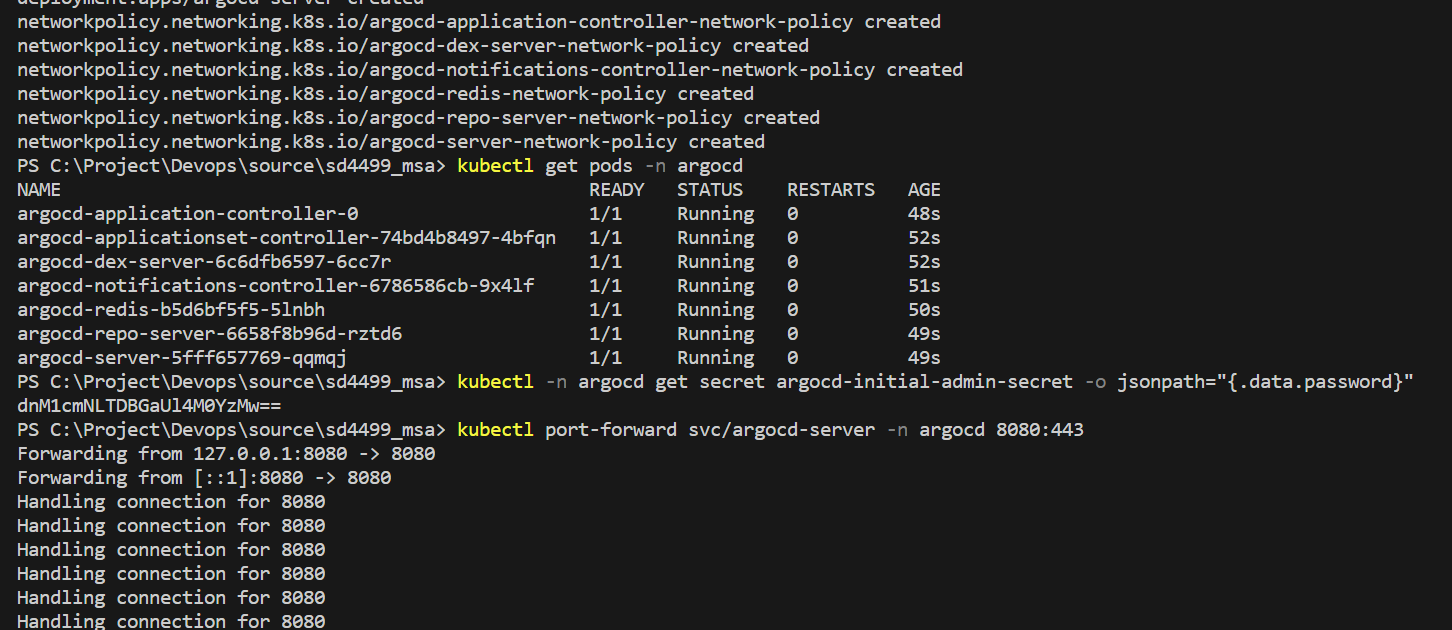 deployment.apps/argocd-server created
networkpolicy.networking.k8s.io/argocd-application-controller-network-policy created
networkpolicy.networking.k8s.io/argocd-dex-server-network-policy created
networkpolicy.networking.k8s.io/argocd-notifications-controller-network-policy created
networkpolicy.networking.k8s.io/argocd-redis-network-policy created
networkpolicy.networking.k8s.io/argocd-repo-server-network-policy created
networkpolicy.networking.k8s.io/argocd-server-network-policy created
PS C:\Project\Devops\source\sd4499_msa> kubectl get pods -n argocd
NAME READY STATUS RESTARTS AGE
argocd-application-controller-0 1/1 Running 0 48s
argocd-applicationset-controller-74bd4b8497-4bfqn 1/1 Running 0 52s
argocd-dex-server-6c6dfb6597-6cc7r 1/1 Running 0 52s
argocd-notifications-controller-6786586cb-9x4lf 1/1 Running 0 51s
argocd-redis-b5d6bf5f5-5lnbh 1/1 Running 0 50s
argocd-repo-server-6658f8b96d-rztd6 1/1 Running 0 49s
argocd-server-5fff657769-qqmqj 1/1 Running 0 49s
PS C:\Project\Devops\source\sd4499_msa> kubectl -n argocd get secret argocd-initial-admin-secret -o jsonpath="{.data.password}"
dnM1cmNLTDBGaUl4M0YzMw==
PS C:\Project\Devops\source\sd4499_msa> kubectl port-forward svc/argocd-server -n argocd 8080:443
Forwarding from 127.0.0.1:8080 -> 8080
Forwarding from [::1]:8080 -> 8080
Handling connection for 8080
Handling connection for 8080
Handling connection for 8080
Handling connection for 8080
Handling connection for 8080
Handling connection for 8080